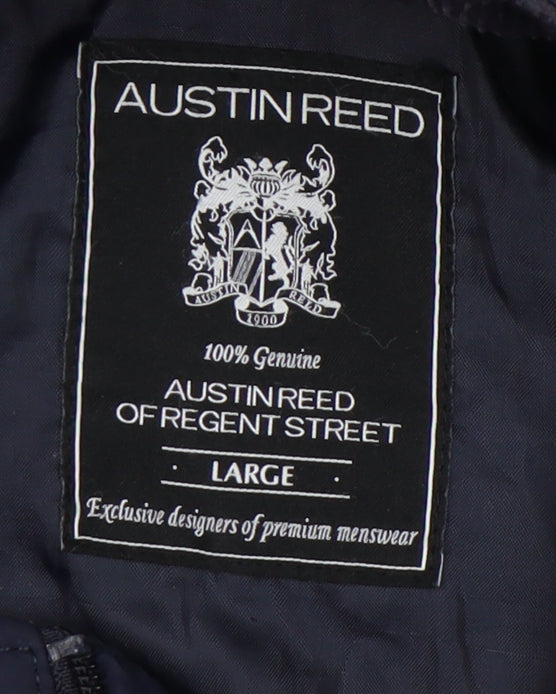 AUSTIN REED
AUSTIN REED
1900
100% Genuine
AUSTIN REED
OF REGENT STREET
· LARGE ·
Exclusive designers of premium menswear